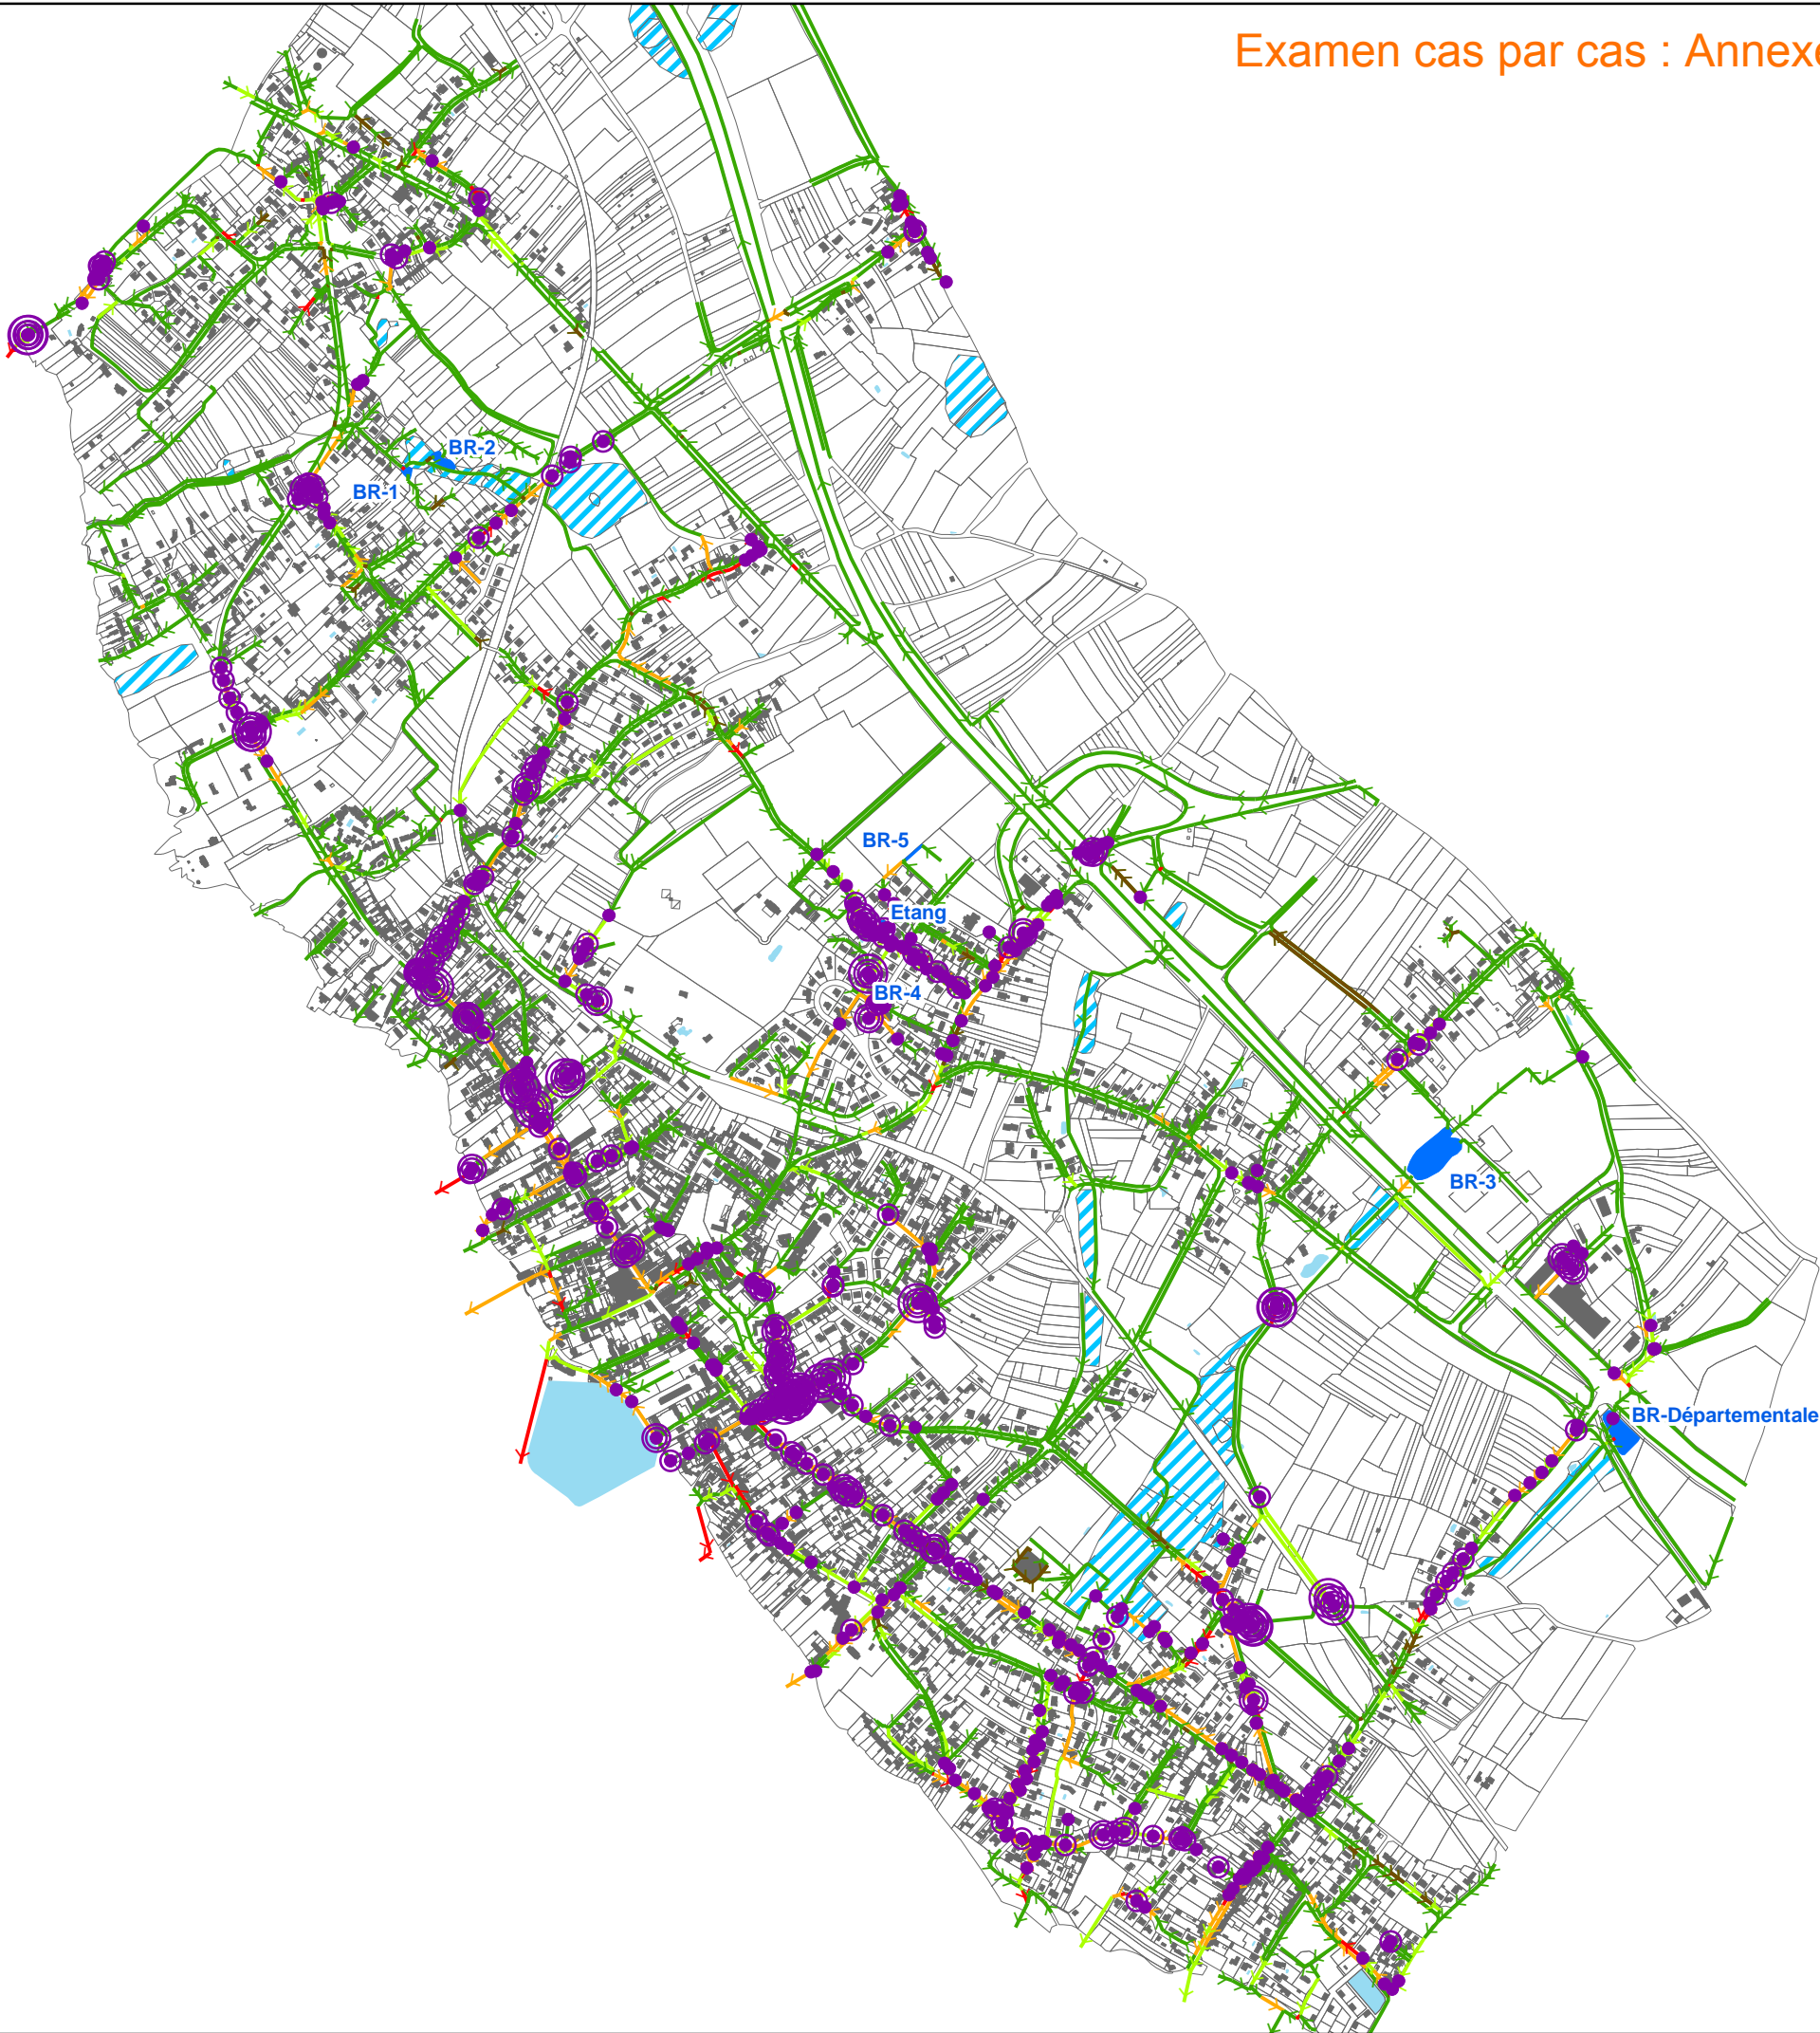 Examen cas par cas : Annexe
BR-2
BR-1
BR-5
Etang
BR-4
BR-3
BR-Départementale